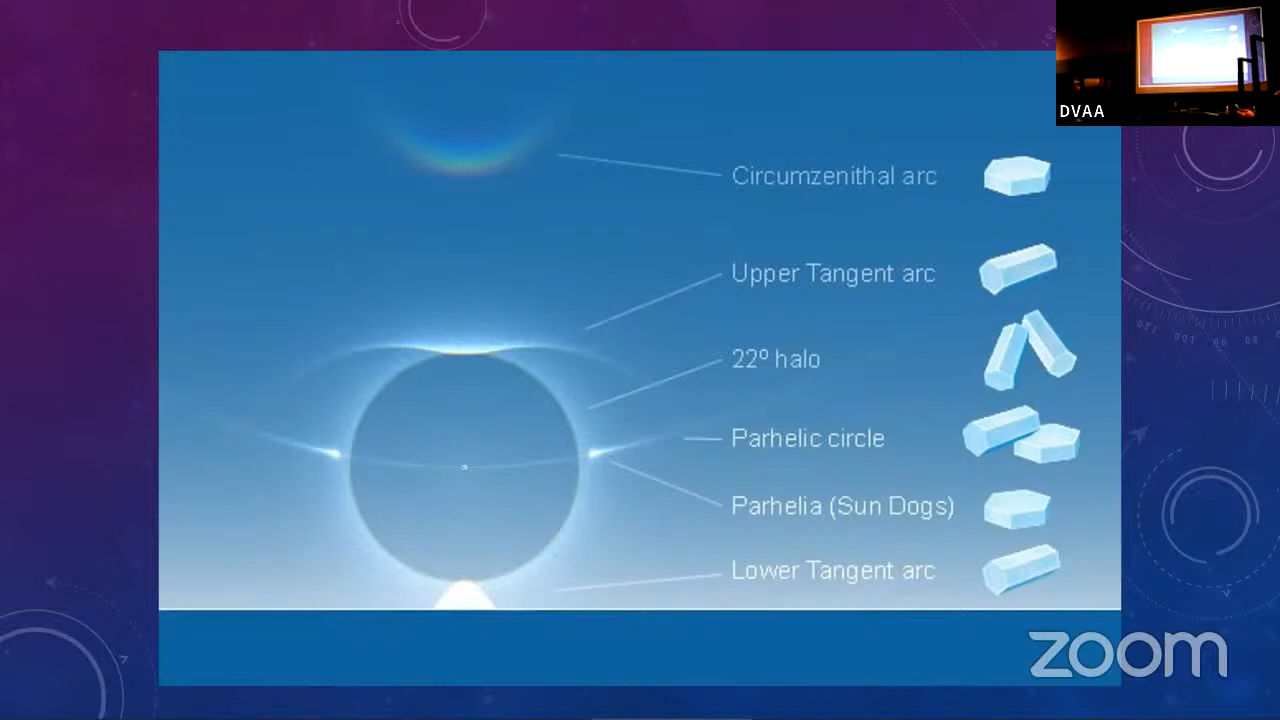 DVAA
Circumzenithal arc
Upper Tangent arc
22º halo
Parhelic circle
Parhelia (Sun Dogs)
Lower Tangent arc
zoom